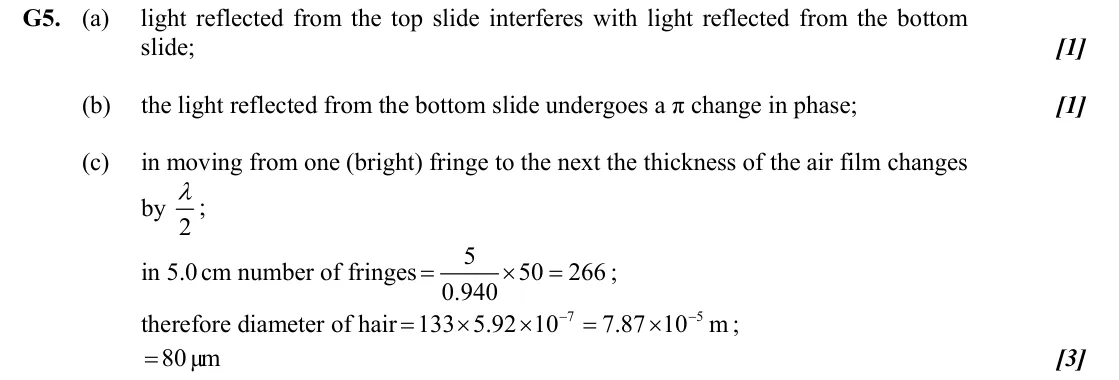 G5. (a) light reflected from the top slide interferes with light reflected from the bottom
slide; [1]
(b) the light reflected from the bottom slide undergoes a π change in phase; [1]
(c) in moving from one (bright) fringe to the next the thickness of the air film changes
by λ/2;
in 5.0 cm number of fringes = 5/0.940 × 50 = 266;
therefore diameter of hair = 133 × 5.92 × 10⁻⁷ = 7.87 × 10⁻⁵ m;
= 80 μm [3]